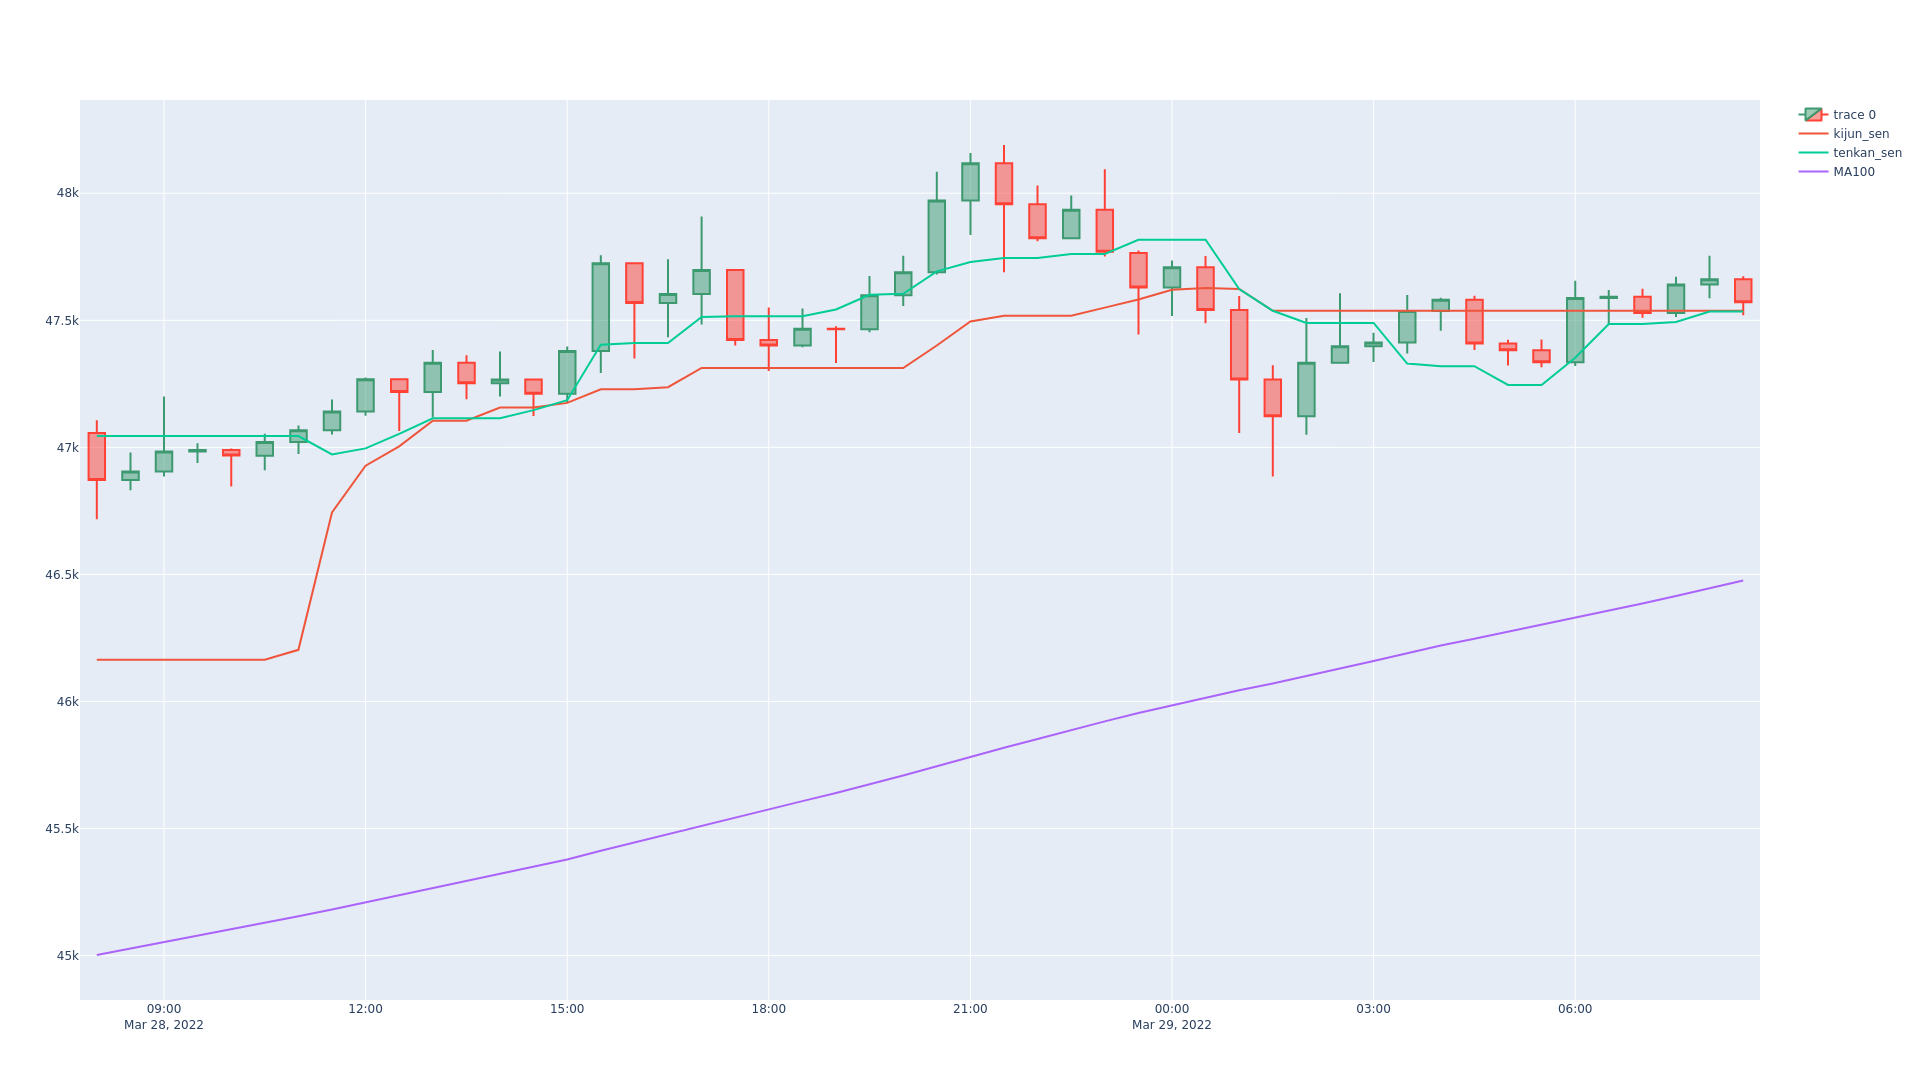 trace 0
kijun_sen
tenkan_sen
MA100
48k
47.5k
47k
46.5k
46k
45.5k
45k
09:00 12:00 15:00 18:00 21:00 00:00 03:00 06:00
Mar 28, 2022 Mar 29, 2022